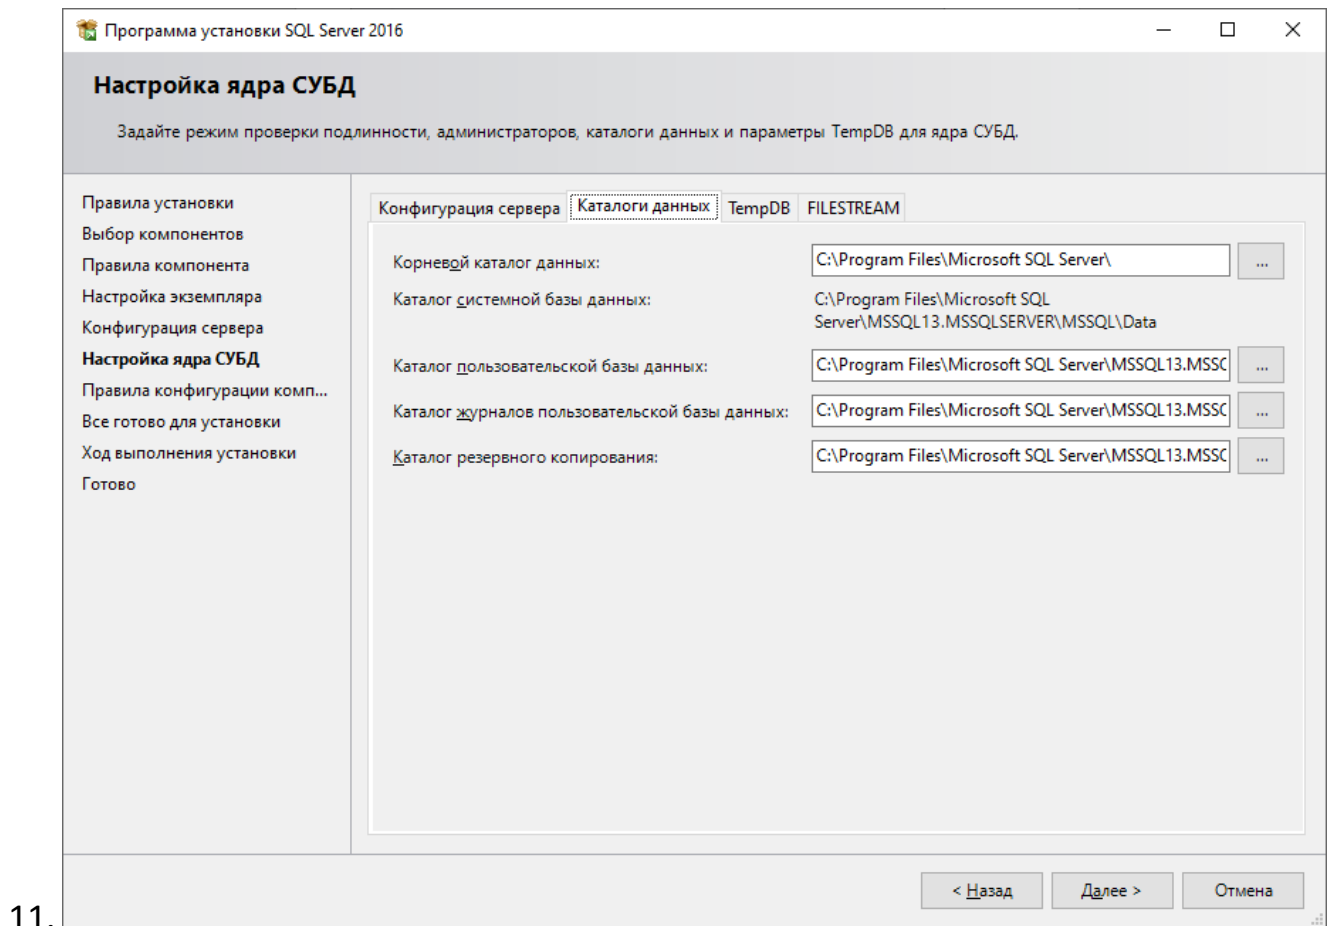 Программа установки SQL Server 2016
Настройка ядра СУБД
Задайте режим проверки подлинности, администраторов, каталоги данных и параметры TempDB для ядра СУБД.
Правила установки
Выбор компонентов
Правила компонента
Настройка экземпляра
Конфигурация сервера
Настройка ядра СУБД
Правила конфигурации комп...
Все готово для установки
Ход выполнения установки
Готово
Конфигурация сервера Каталоги данных TempDB FILESTREAM
Корневой каталог данных: C:\Program Files\Microsoft SQL Server\ ...
Каталог системной базы данных: C:\Program Files\Microsoft SQL
Server\MSSQL13.MSSQLSERVER\MSSQL\Data
Каталог пользовательской базы данных: C:\Program Files\Microsoft SQL Server\MSSQL13.MSSQ ...
Каталог журналов пользовательской базы данных: C:\Program Files\Microsoft SQL Server\MSSQL13.MSSQ ...
Каталог резервного копирования: C:\Program Files\Microsoft SQL Server\MSSQL13.MSSQ ...
< Назад Далее > Отмена
11.